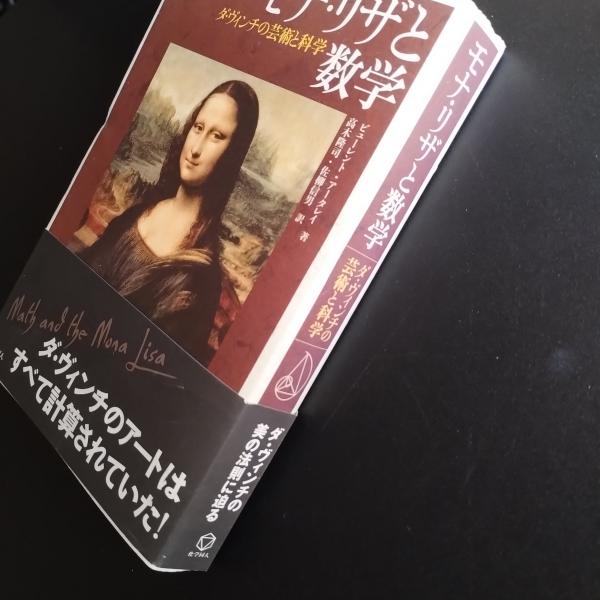 モナ・リザと
数学
ダ・ヴィンチの芸術と科学
ビューレント・アータレイ 著
高木隆司・佐柳信男 訳
Math and the Mona Lisa
ダ・ヴィンチのアートは
すべて計算されていた!
モナ・リザと数学
ダ・ヴィンチの
芸術と科学
ダ・ヴィンチの
美の法則に迫る
化学同人